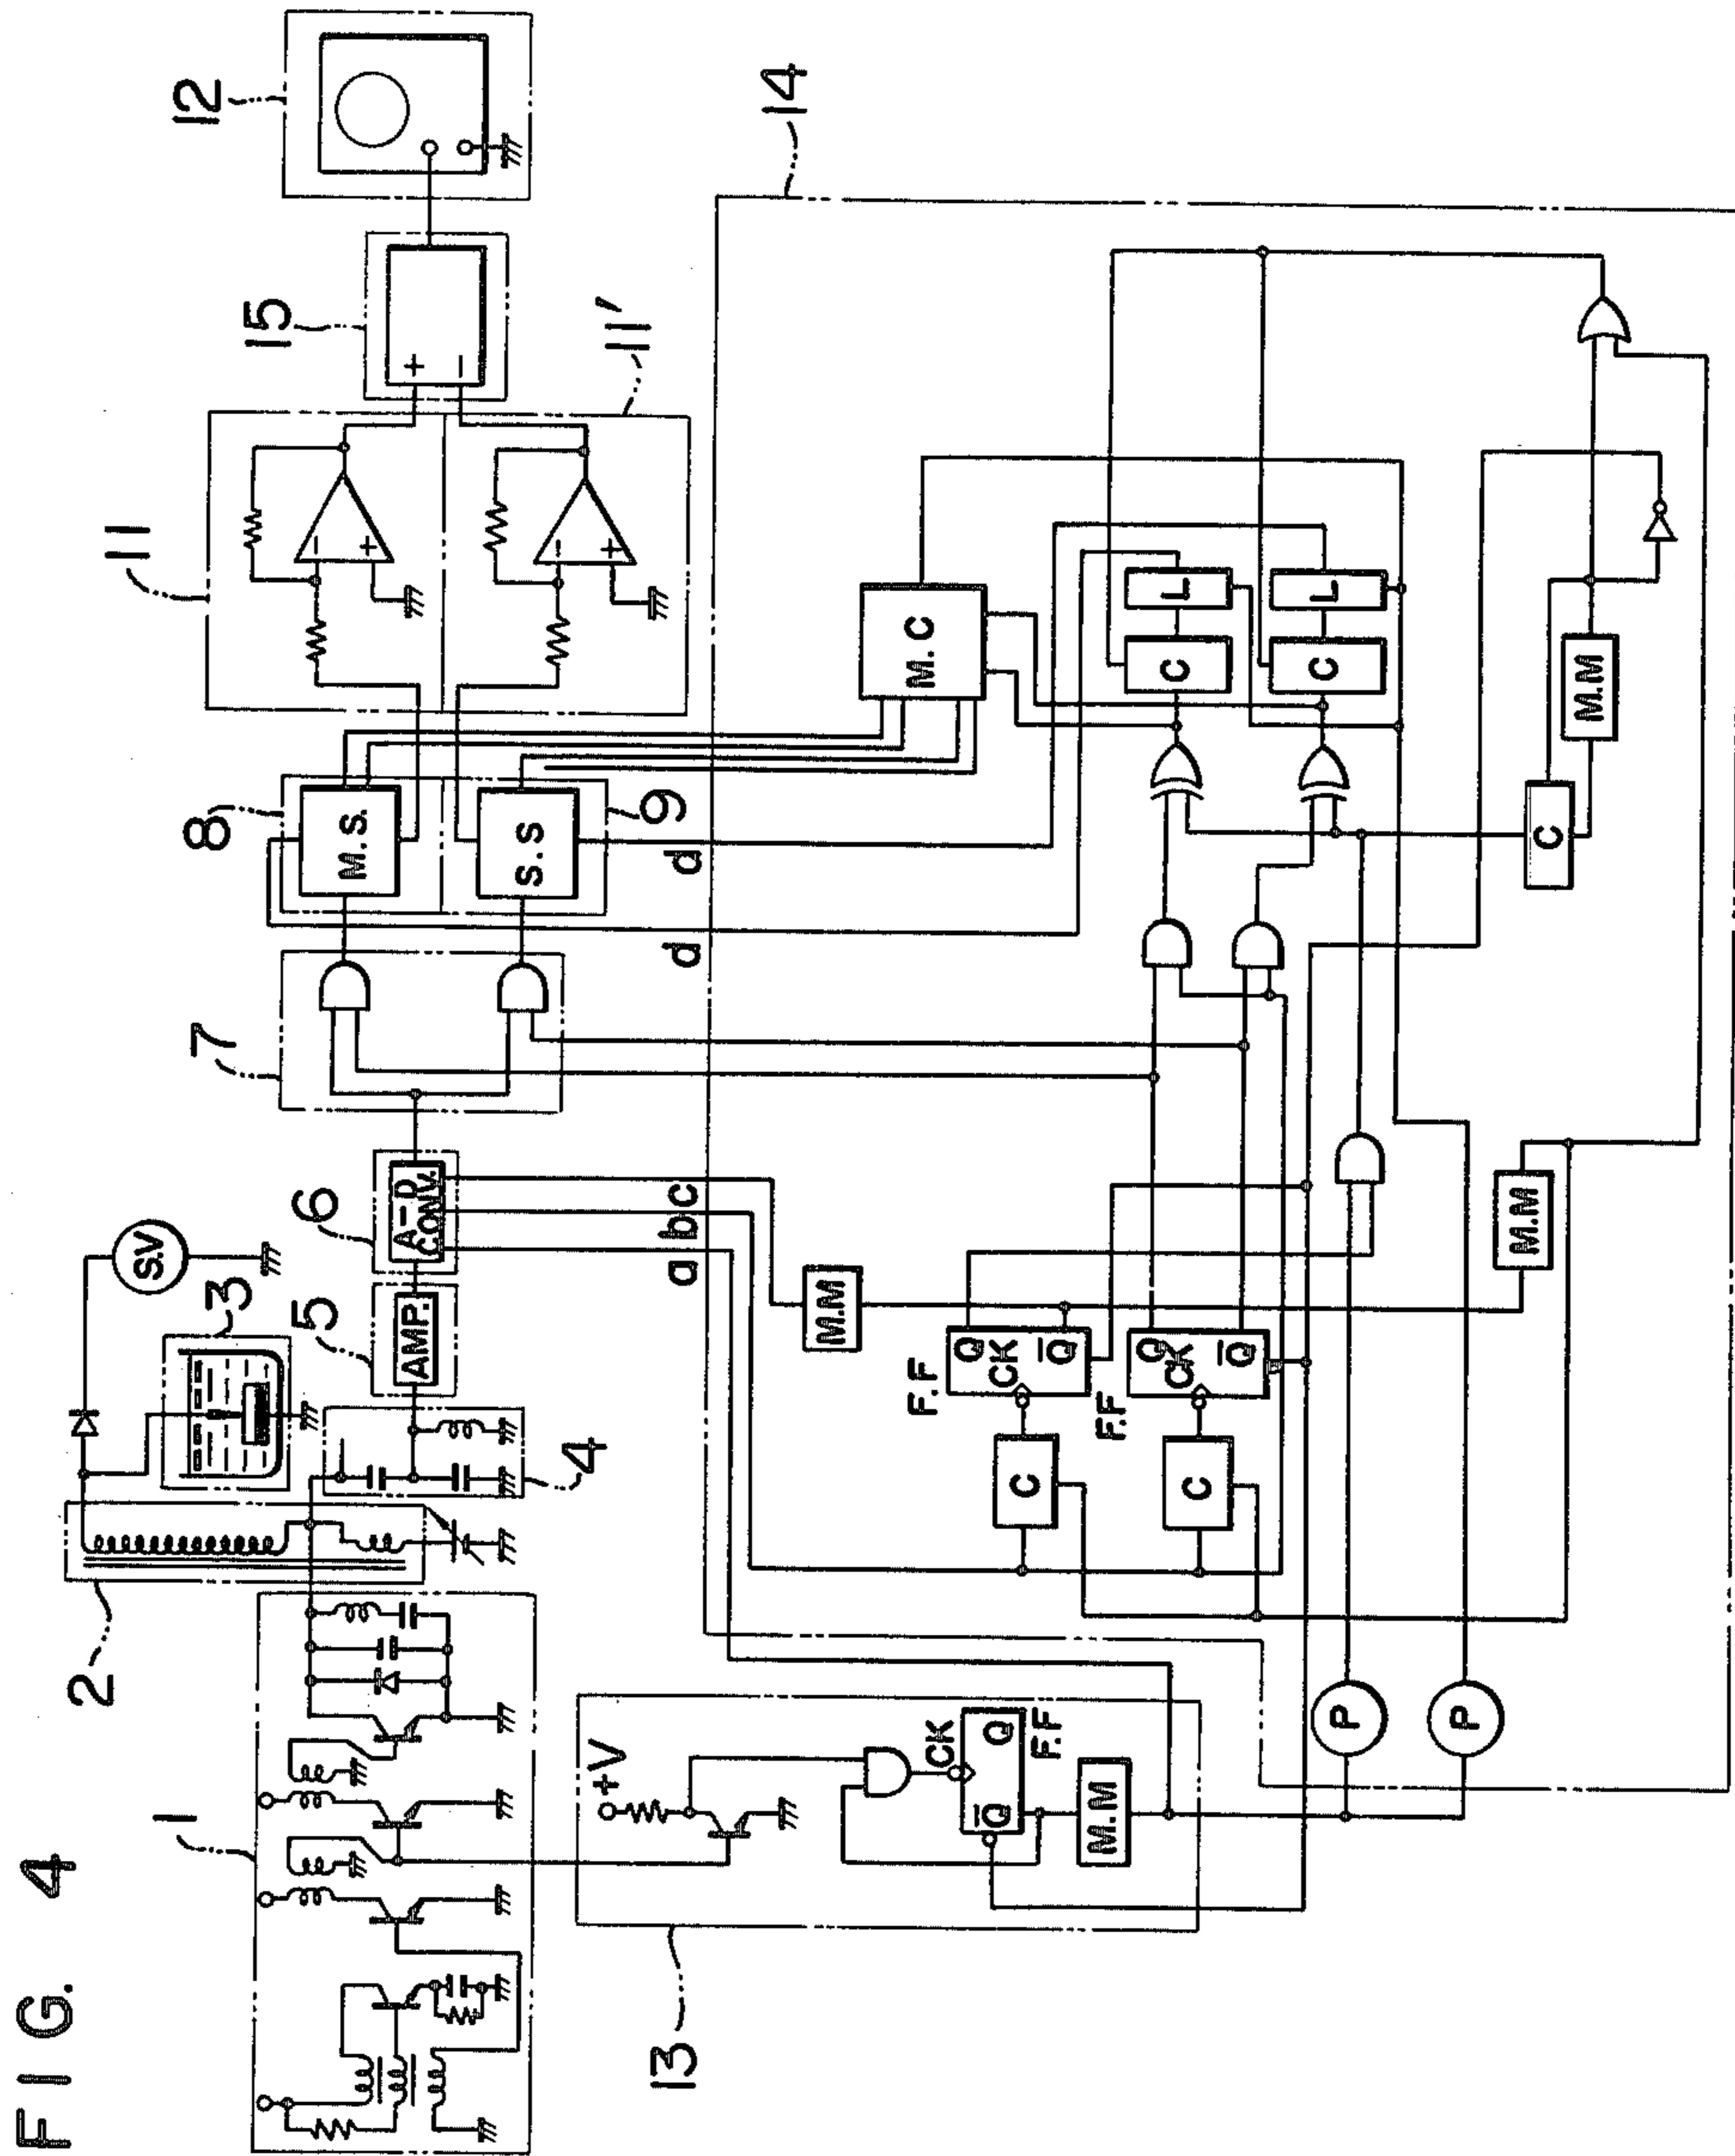 FIG. 4
1
2
3
4
5
6
7
8
9
11
11'
12
13
14
15
S.V
AMP.
A-D
CONV.
M. S.
S. S
+
-
-
+
-
+
a
b
c
d
d
+V
CK
Q
Q̅
F.F
M.M
P
P
M.M
F.F
Q
CK
Q̅
F.F
Q
CK
Q̅
C
C
M.M
M. C
C
L
C
L
C
M.M